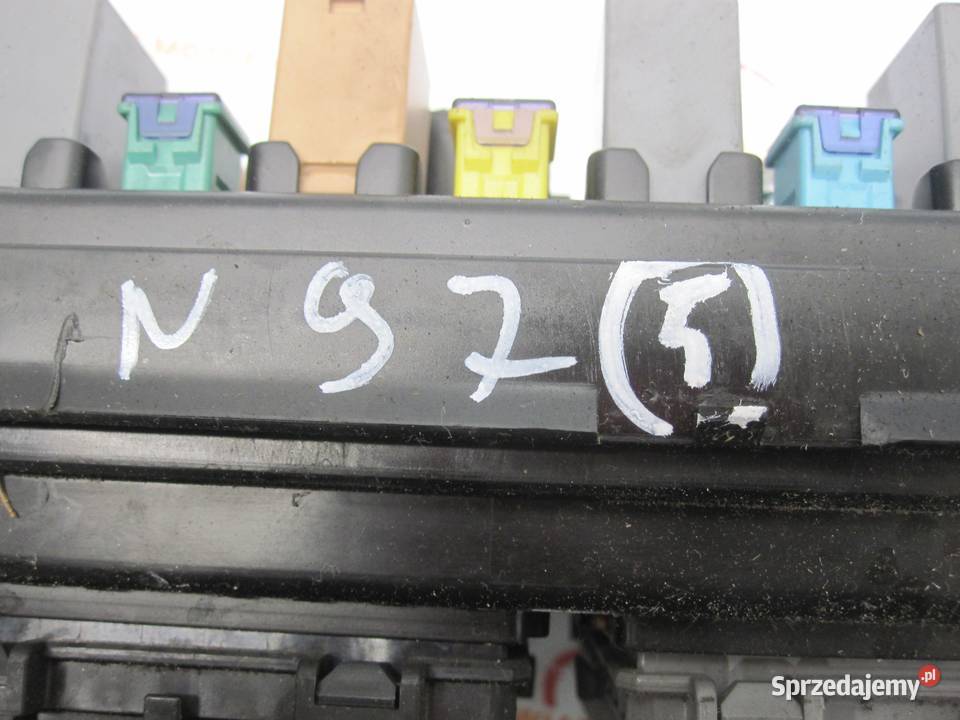 N 97 (5)
Sprzedajemy.pl